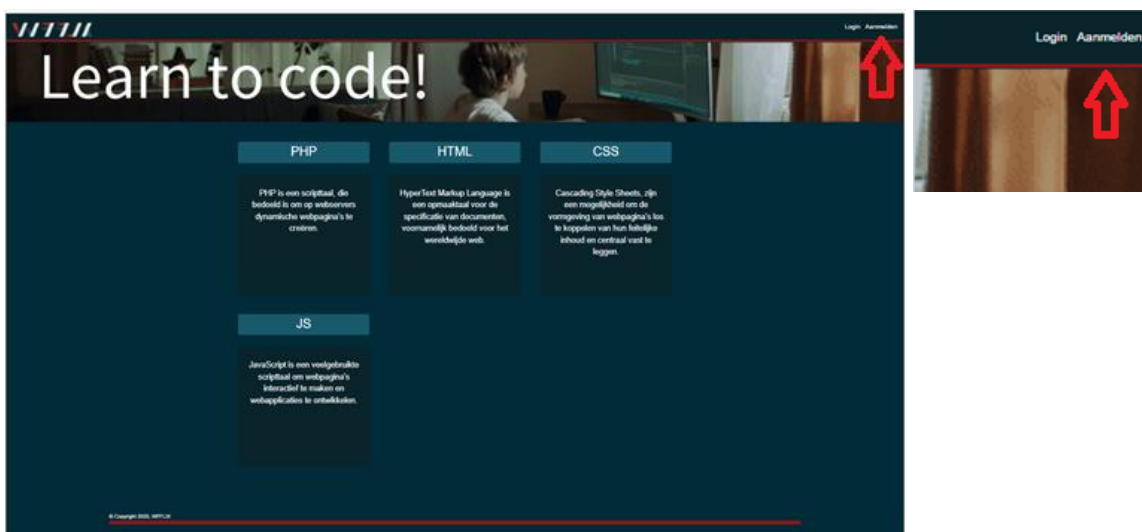 Login Aanmelden
Learn to code!
PHP
PHP is een scripttaal, die
bedoeld is om op webservers
dynamische webpagina's te
creëren.
HTML
HyperText Markup Language is
een opmaaktaal voor de
specificatie van documenten,
voornamelijk bedoeld voor het
wereldwijde web.
CSS
Cascading Style Sheets, zijn
een mogelijkheid om de
vormgeving van webpagina's los
te koppelen van hun feitelijke
inhoud en centraal vast te
leggen.
JS
JavaScript is een veelgebruikte
scripttaal om webpagina's
interactief te maken en
webapplicaties te ontwikkelen.
© Copyright 2020,
Login Aanmelden